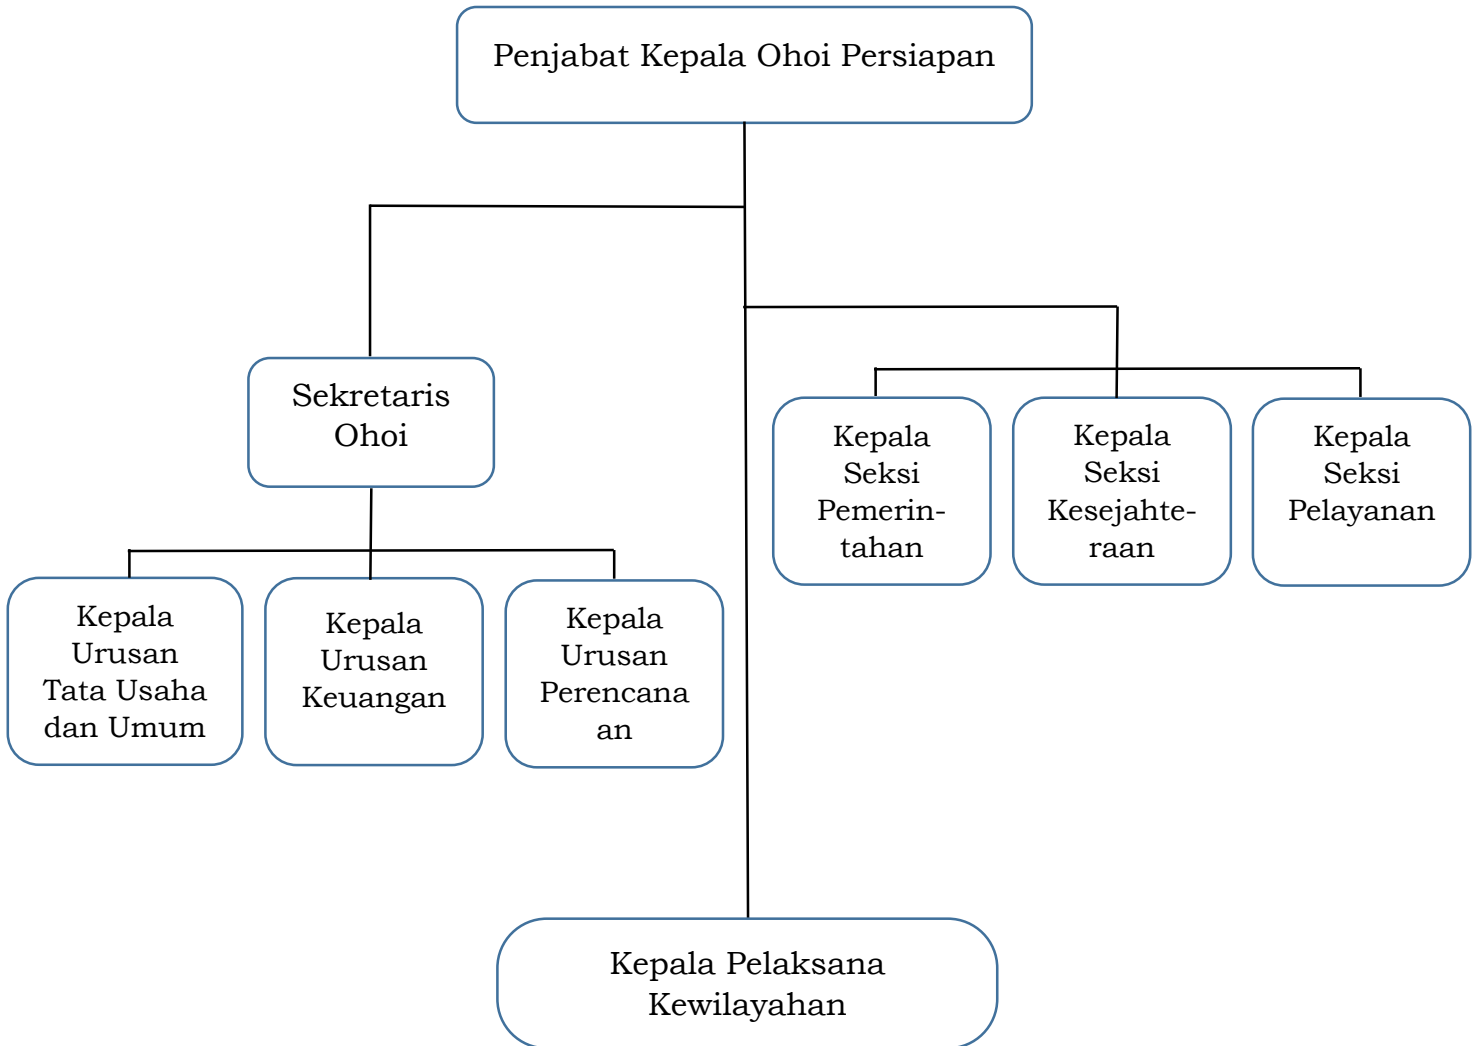 Penjabat Kepala Ohoi Persiapan
Sekretaris
Ohoi
Kepala
Seksi
Pemerin-
tahan
Kepala
Seksi
Kesejahte-
raan
Kepala
Seksi
Pelayanan
Kepala
Urusan
Tata Usaha
dan Umum
Kepala
Urusan
Keuangan
Kepala
Urusan
Perencana
an
Kepala Pelaksana
Kewilayahan